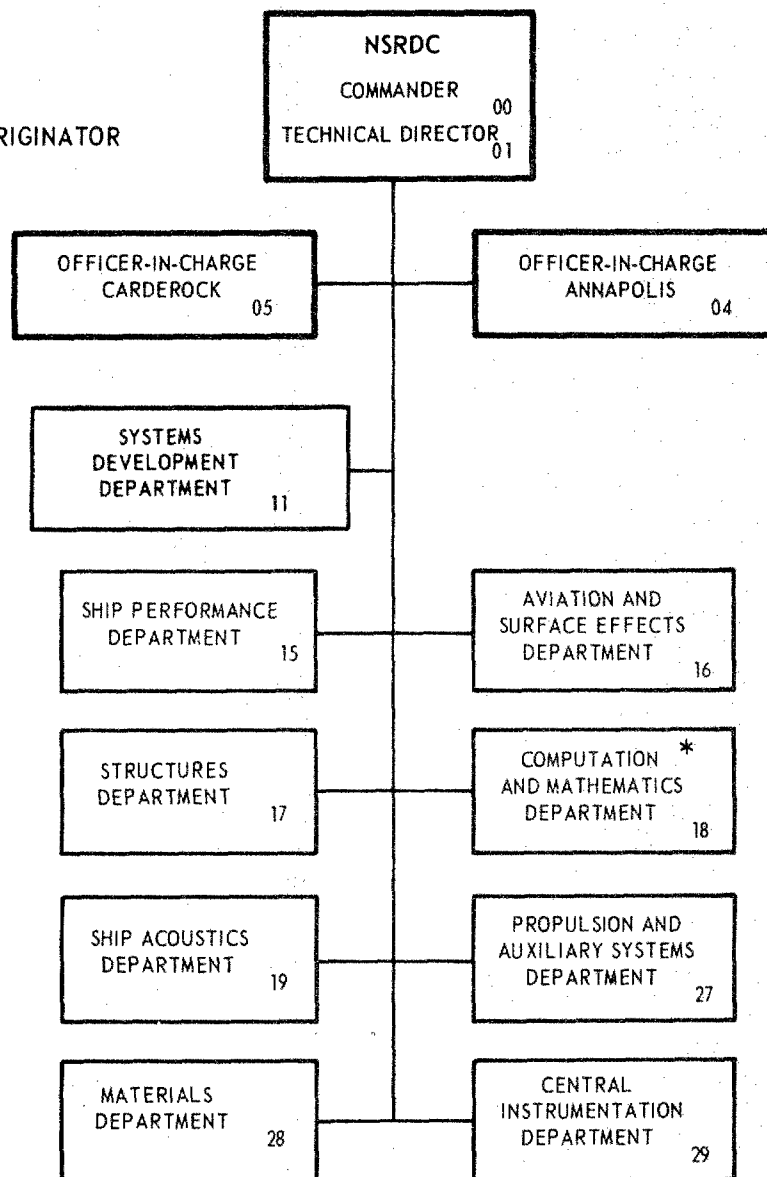 NSRDC
COMMANDER
00
TECHNICAL DIRECTOR
01
RIGINATOR
OFFICER-IN-CHARGE
CARDEROCK
05
OFFICER-IN-CHARGE
ANNAPOLIS
04
SYSTEMS
DEVELOPMENT
DEPARTMENT
11
SHIP PERFORMANCE
DEPARTMENT
15
AVIATION AND
SURFACE EFFECTS
DEPARTMENT
16
STRUCTURES
DEPARTMENT
17
COMPUTATION *
AND MATHEMATICS
DEPARTMENT
18
SHIP ACOUSTICS
DEPARTMENT
19
PROPULSION AND
AUXILIARY SYSTEMS
DEPARTMENT
27
MATERIALS
DEPARTMENT
28
CENTRAL
INSTRUMENTATION
DEPARTMENT
29